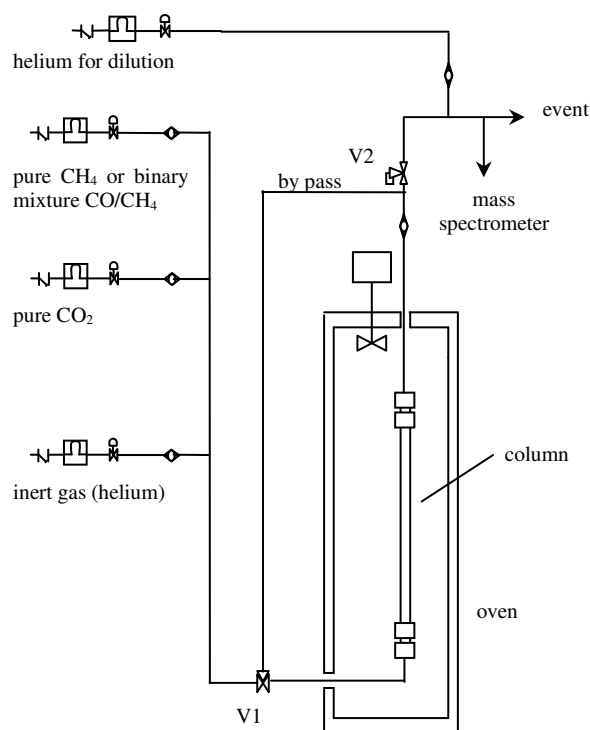 helium for dilution
event
V2
pure CH₄ or binary
mixture CO/CH₄
by pass
mass
spectrometer
pure CO₂
column
inert gas (helium)
oven
V1